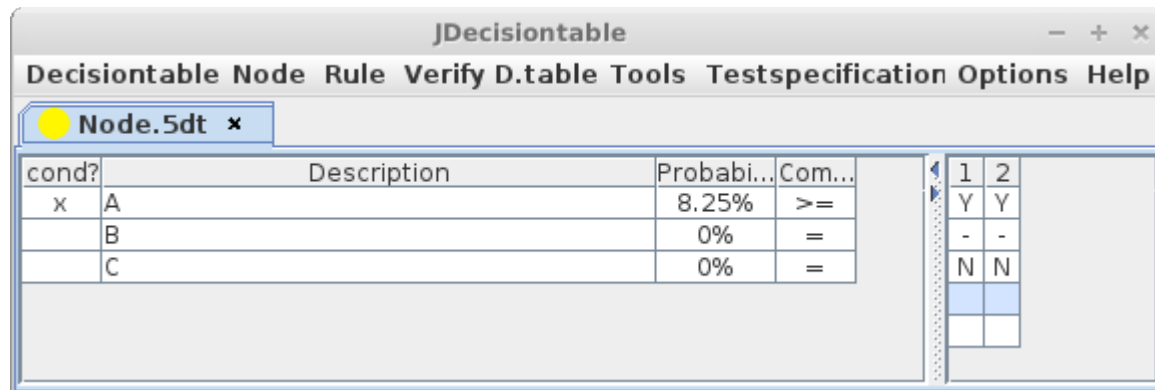 JDecisiontable
Decisiontable Node Rule Verify D.table Tools Testspecification Options Help
Node.5dt ×
cond? Description Probabi... Com... 1 2
x A 8.25% >= Y Y
B 0% = - -
C 0% = N N